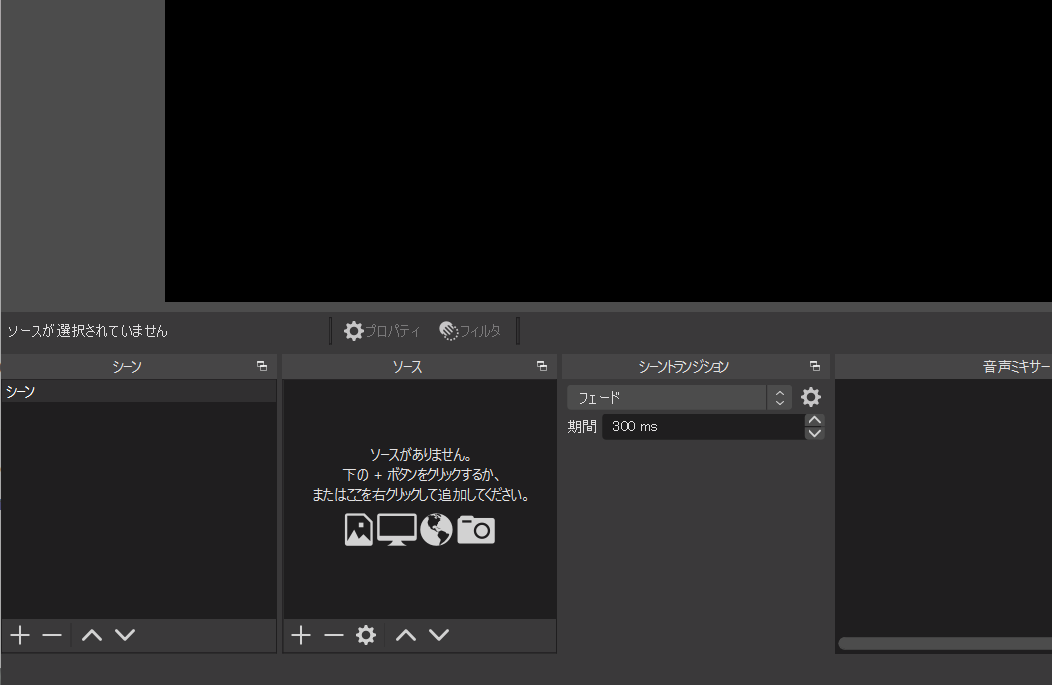 ソースが選択されていません
プロパティ
フィルタ
シーン
ソース
シーントランジション
音声ミキサー
シーン
フェード
期間
300 ms
ソースがありません。
下の + ボタンをクリックするか、
またはここを右クリックして追加してください。